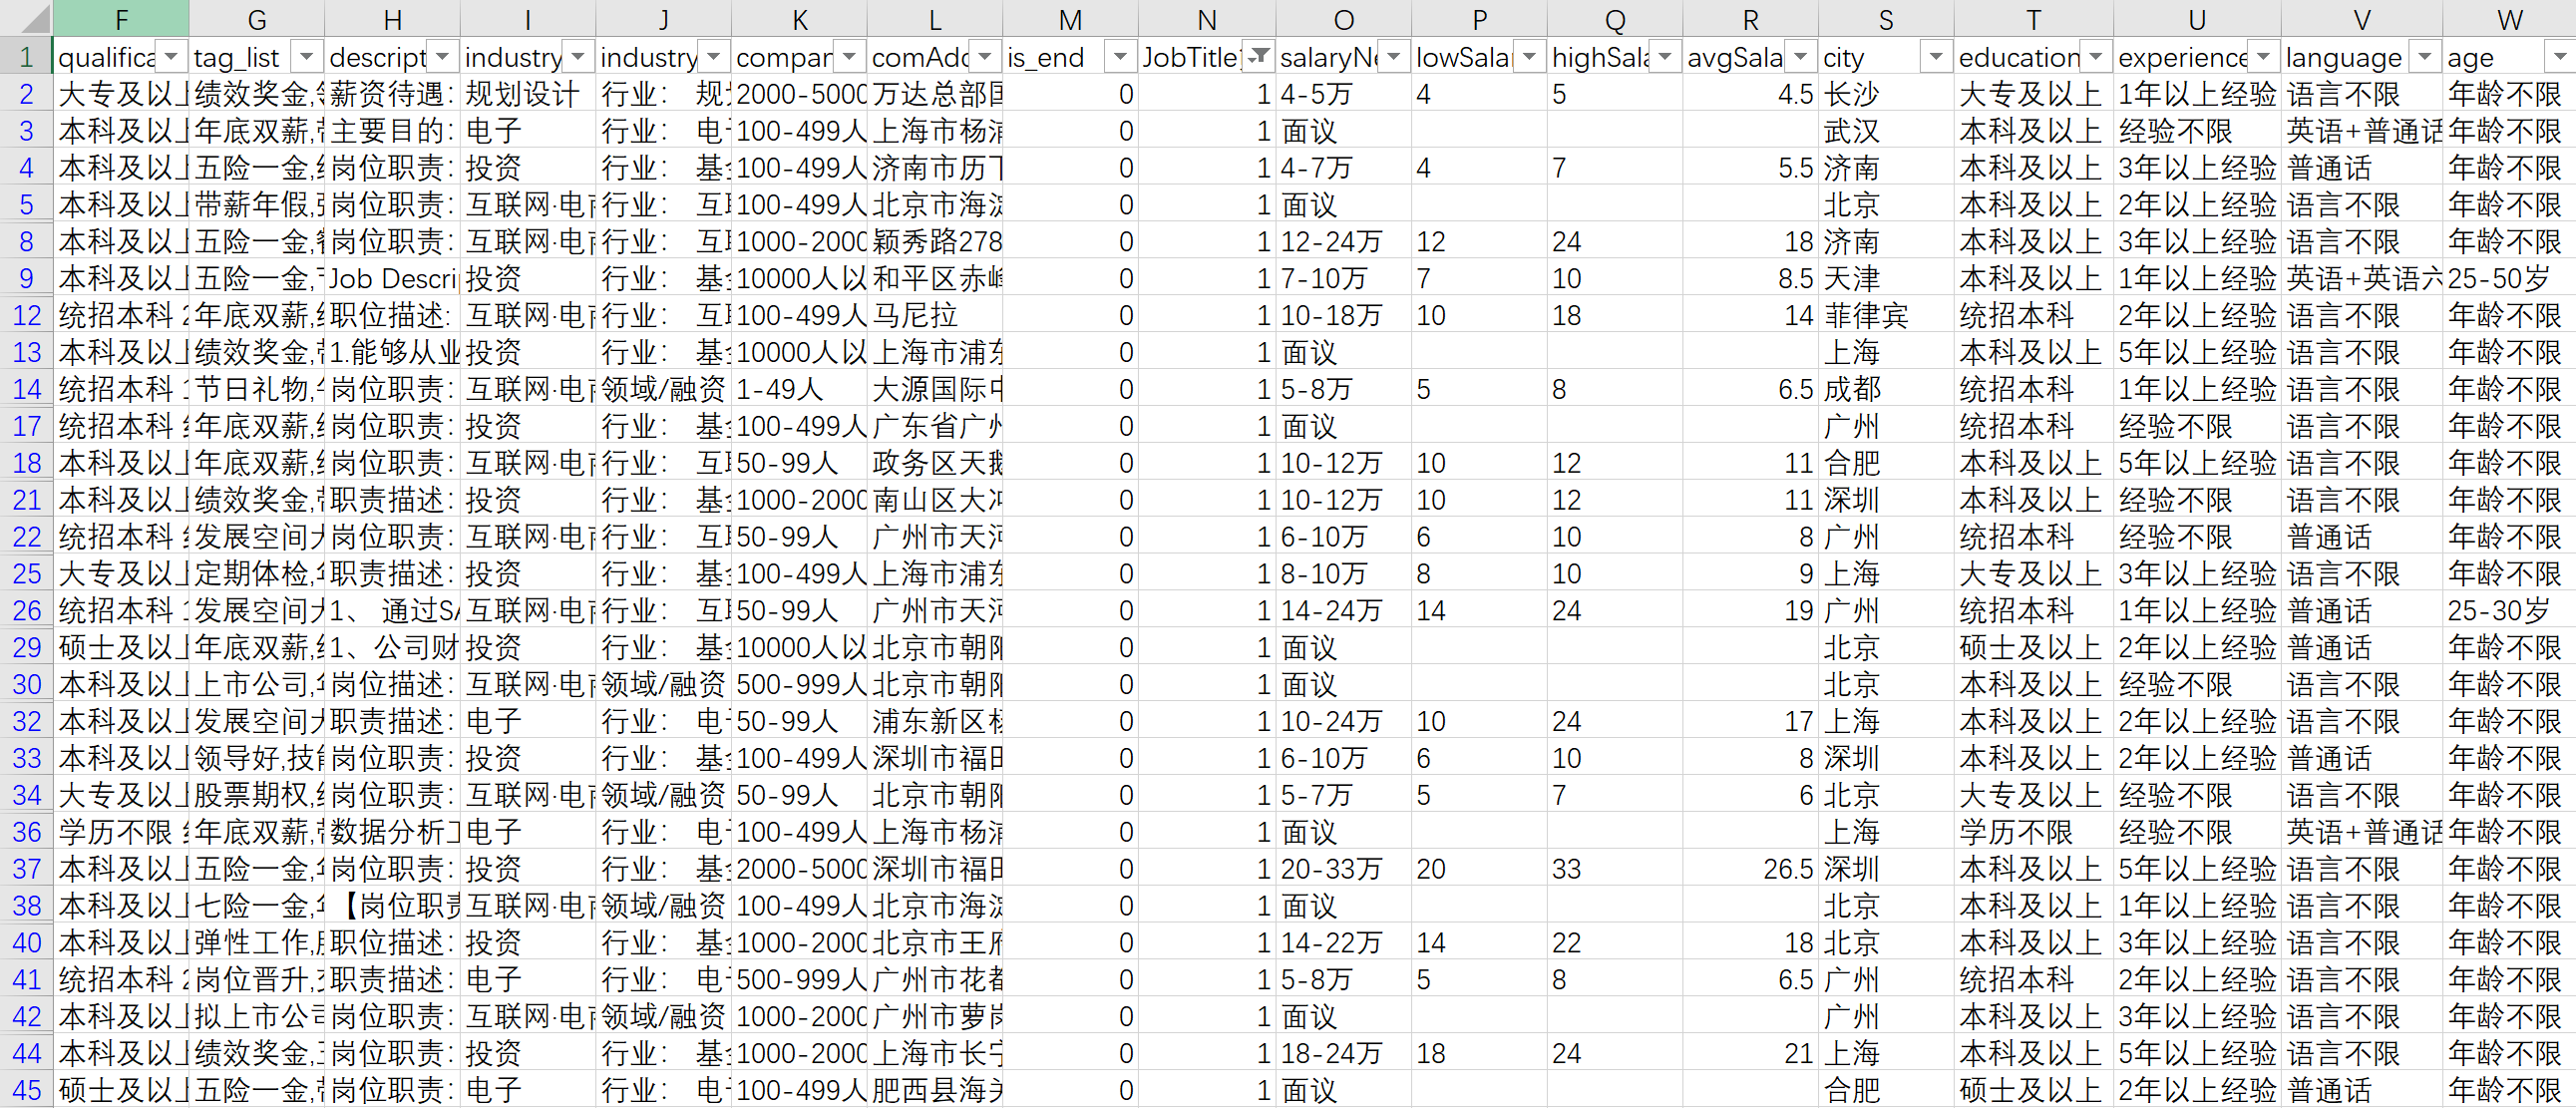 F G H I J K L M N O P Q R S T U V W
1 qualifica tag_list descript industry industry compan comAdd is_end JobTitle salaryNe lowSalar highSala avgSala city education experience language age
2 大专及以上 绩效奖金, 薪资待遇: 规划设计 行业: 规 2000-5000 万达总部国 0 1 4-5万 4 5 4.5 长沙 大专及以上 1年以上经验 语言不限 年龄不限
3 本科及以上 年底双薪,带 主要目的: 电子 行业: 电 100-499人 上海市杨浦 0 1 面议 武汉 本科及以上 经验不限 英语+普通话 年龄不限
4 本科及以上 五险一金,绩 岗位职责: 投资 行业: 基 100-499人 济南市历下 0 1 4-7万 4 7 5.5 济南 本科及以上 3年以上经验 普通话 年龄不限
5 本科及以上 带薪年假,弹 岗位职责: 互联网·电商 行业: 互 100-499人 北京市海淀 0 1 面议 北京 本科及以上 2年以上经验 语言不限 年龄不限
8 本科及以上 五险一金,餐 岗位职责: 互联网·电商 行业: 互 1000-2000 颖秀路278 0 1 12-24万 12 24 18 济南 本科及以上 3年以上经验 语言不限 年龄不限
9 本科及以上 五险一金,节 Job Descri 投资 行业: 基 10000人以 和平区赤峰 0 1 7-10万 7 10 8.5 天津 本科及以上 1年以上经验 英语+英语六 25-50岁
12 统招本科 2 年底双薪,绩 职位描述: 互联网·电商 行业: 互 100-499人 马尼拉 0 1 10-18万 10 18 14 菲律宾 统招本科 2年以上经验 语言不限 年龄不限
13 本科及以上 绩效奖金,带 1.能够从业 投资 行业: 基 10000人以 上海市浦东 0 1 面议 上海 本科及以上 5年以上经验 语言不限 年龄不限
14 统招本科 1 节日礼物,午 岗位职责: 互联网·电商 领域/融资 1-49人 大源国际中 0 1 5-8万 5 8 6.5 成都 统招本科 1年以上经验 语言不限 年龄不限
17 统招本科 经 年底双薪,绩 岗位职责: 投资 行业: 基 100-499人 广东省广州 0 1 面议 广州 统招本科 经验不限 语言不限 年龄不限
18 本科及以上 年底双薪,绩 岗位职责: 互联网·电商 行业: 互 50-99人 政务区天鹅 0 1 10-12万 10 12 11 合肥 本科及以上 5年以上经验 语言不限 年龄不限
21 本科及以上 绩效奖金,带 职责描述: 投资 行业: 基 1000-2000 南山区大冲 0 1 10-12万 10 12 11 深圳 本科及以上 经验不限 语言不限 年龄不限
22 统招本科 经 发展空间大 岗位职责: 互联网·电商 行业: 互 50-99人 广州市天河 0 1 6-10万 6 10 8 广州 统招本科 经验不限 普通话 年龄不限
25 大专及以上 定期体检,年 职责描述: 投资 行业: 基 100-499人 上海市浦东 0 1 8-10万 8 10 9 上海 大专及以上 3年以上经验 语言不限 年龄不限
26 统招本科 1 发展空间大 1、 通过SA 互联网·电商 行业: 互 50-99人 广州市天河 0 1 14-24万 14 24 19 广州 统招本科 1年以上经验 普通话 25-30岁
29 硕士及以上 年底双薪,绩 1、公司财 投资 行业: 基 10000人以 北京市朝阳 0 1 面议 北京 硕士及以上 2年以上经验 普通话 年龄不限
30 本科及以上 上市公司,年 岗位描述: 互联网·电商 领域/融资 500-999人 北京市朝阳 0 1 面议 北京 本科及以上 经验不限 语言不限 年龄不限
32 本科及以上 发展空间大 职责描述: 电子 行业: 电 50-99人 浦东新区杨 0 1 10-24万 10 24 17 上海 本科及以上 2年以上经验 语言不限 年龄不限
33 本科及以上 领导好,技能 岗位职责: 投资 行业: 基 100-499人 深圳市福田 0 1 6-10万 6 10 8 深圳 本科及以上 2年以上经验 普通话 年龄不限
34 大专及以上 股票期权,绩 岗位职责: 互联网·电商 领域/融资 50-99人 北京市朝阳 0 1 5-7万 5 7 6 北京 大专及以上 经验不限 语言不限 年龄不限
36 学历不限 经 年底双薪,带 数据分析工 电子 行业: 电 100-499人 上海市杨浦 0 1 面议 上海 学历不限 经验不限 英语+普通话 年龄不限
37 本科及以上 五险一金,年 岗位职责: 投资 行业: 基 2000-5000 深圳市福田 0 1 20-33万 20 33 26.5 深圳 本科及以上 5年以上经验 语言不限 年龄不限
38 本科及以上 七险一金,年 【岗位职责 互联网·电商 领域/融资 100-499人 北京市海淀 0 1 面议 北京 本科及以上 1年以上经验 语言不限 年龄不限
40 本科及以上 弹性工作,股 职位描述: 投资 行业: 基 1000-2000 北京市王府 0 1 14-22万 14 22 18 北京 本科及以上 3年以上经验 语言不限 年龄不限
41 统招本科 2 岗位晋升,交 职责描述: 电子 行业: 电 500-999人 广州市花都 0 1 5-8万 5 8 6.5 广州 统招本科 2年以上经验 语言不限 年龄不限
42 本科及以上 拟上市公司 岗位职责: 互联网·电商 领域/融资 1000-2000 广州市萝岗 0 1 面议 广州 本科及以上 3年以上经验 语言不限 年龄不限
44 本科及以上 绩效奖金,五 岗位职责: 投资 行业: 基 1000-2000 上海市长宁 0 1 18-24万 18 24 21 上海 本科及以上 5年以上经验 语言不限 年龄不限
45 硕士及以上 五险一金,带 岗位职责: 电子 行业: 电 100-499人 肥西县海关 0 1 面议 合肥 硕士及以上 2年以上经验 普通话 年龄不限